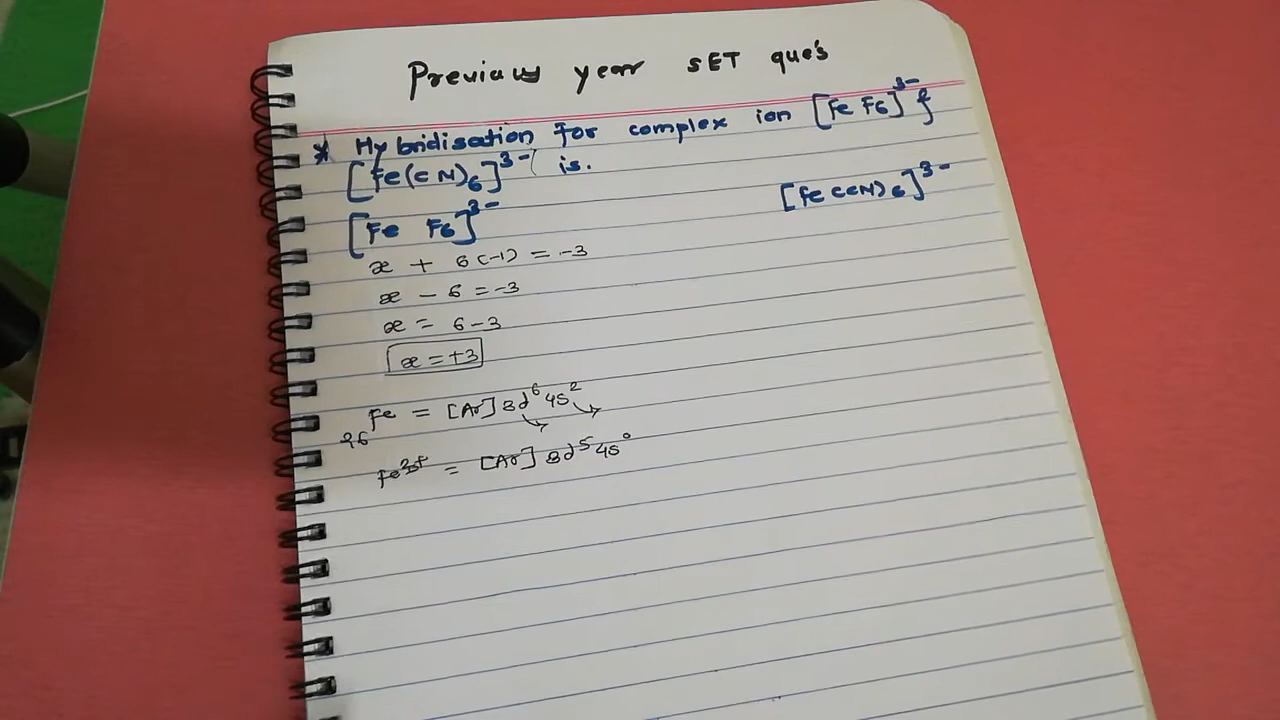 Previous year SET que's
* Hybridisation for complex ion [Fe F6]³⁻ &
[Fe(CN)6]³⁻ is.
[Fe F6]³⁻ [Fe(CN)6]³⁻
x + 6(-1) = -3
x - 6 = -3
x = 6-3
x = +3
26Fe = [Ar] 3d⁶ 4s²
Fe³⁺ = [Ar] 3d⁵ 4s⁰